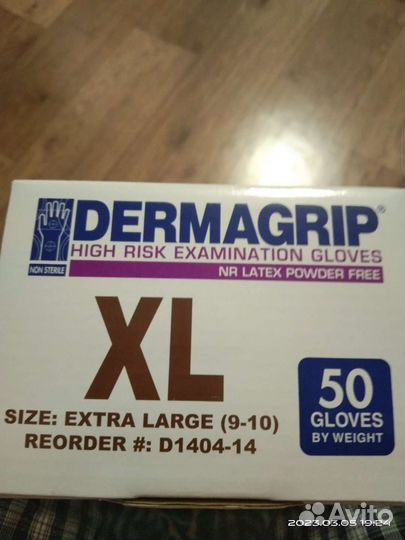 DERMAGRIP®
HIGH RISK EXAMINATION GLOVES
NON STERILE
NR LATEX POWDER FREE
XL
SIZE: EXTRA LARGE (9-10)
REORDER #: D1404-14
50
GLOVES
BY WEIGHT
Avito
2023.03.05 19:24